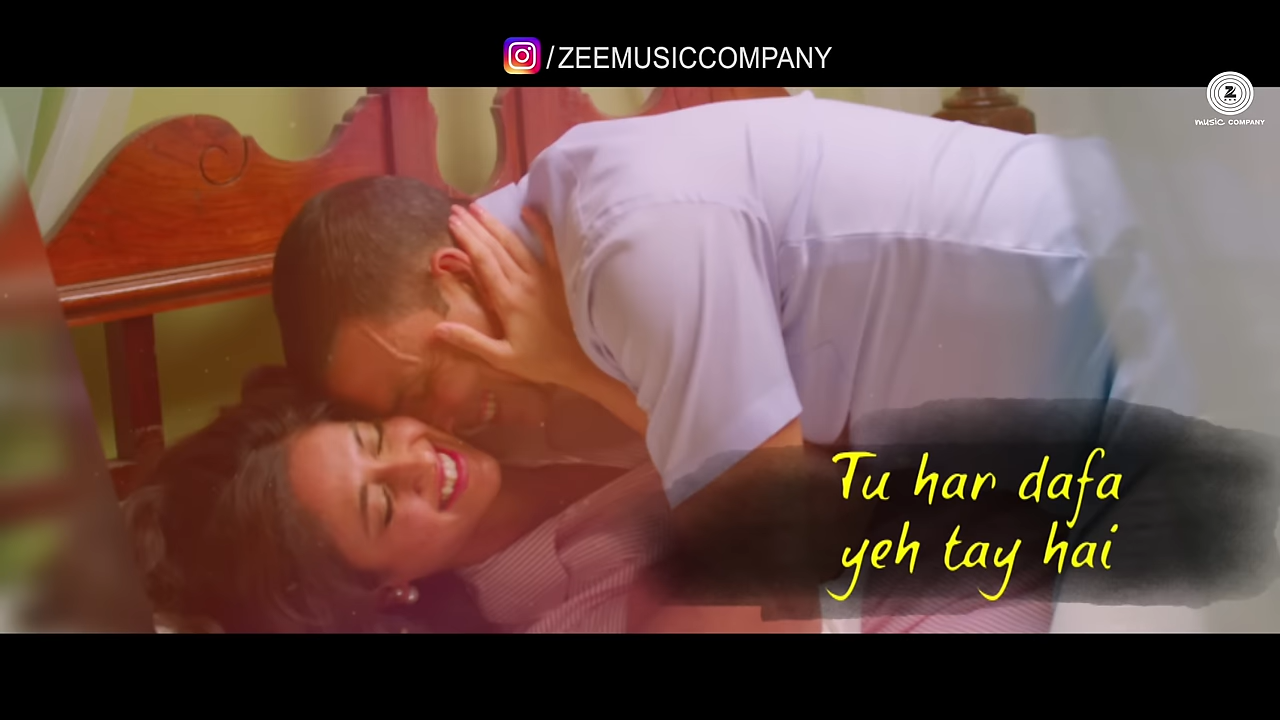 /ZEEMUSICCOMPANY
Z
music COMPANY
Tu har dafa
yeh tay hai